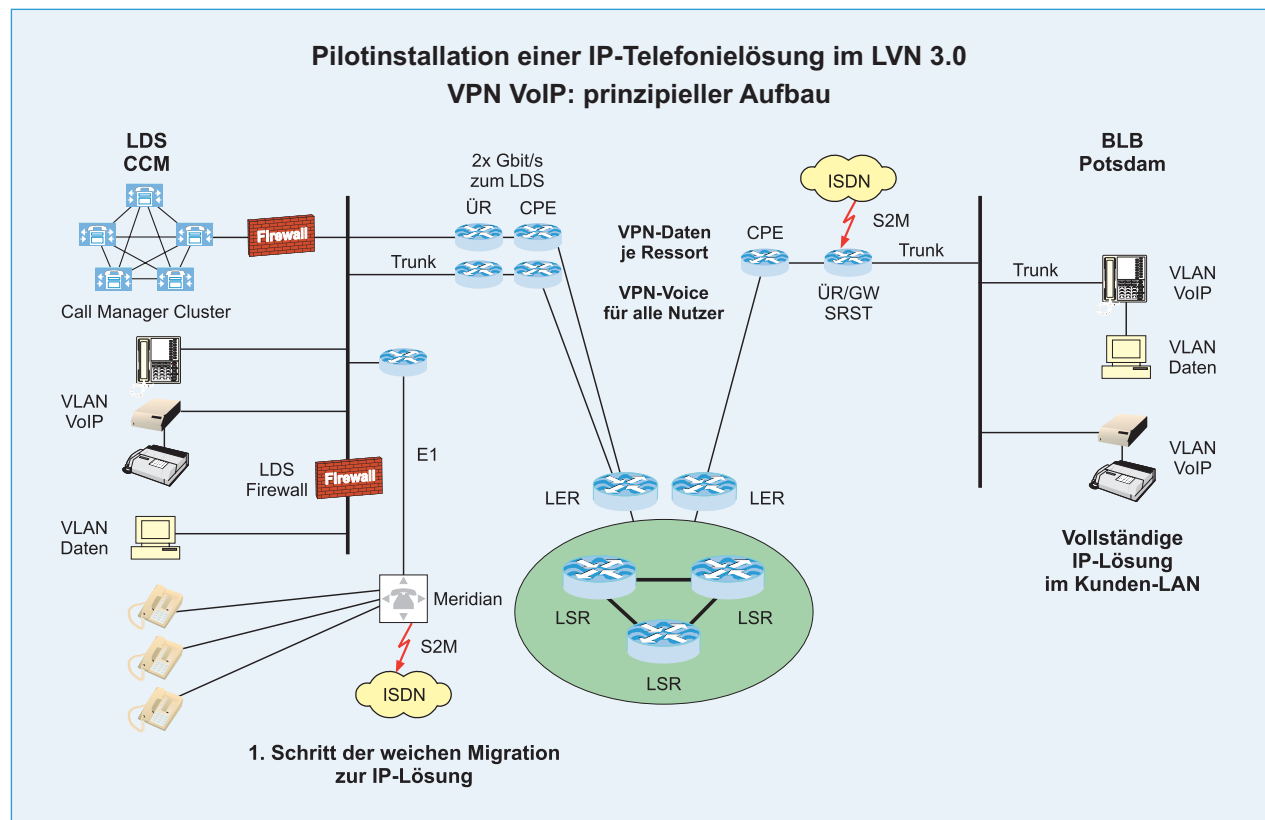 Pilotinstallation einer IP-Telefonielösung im LVN 3.0
VPN VoIP: prinzipieller Aufbau
LDS
CCM
Firewall
Call Manager Cluster
2x Gbit/s
zum LDS
ÜR
CPE
Trunk
VPN-Daten
je Ressort
VPN-Voice
für alle Nutzer
ISDN
S2M
CPE
Trunk
ÜR/GW
SRST
BLB
Potsdam
Trunk
VLAN
VoIP
VLAN
Daten
VLAN
VoIP
Vollständige
IP-Lösung
im Kunden-LAN
VLAN
VoIP
LDS
Firewall
Firewall
E1
VLAN
Daten
Meridian
S2M
ISDN
LER
LER
LSR
LSR
LSR
1. Schritt der weichen Migration
zur IP-Lösung